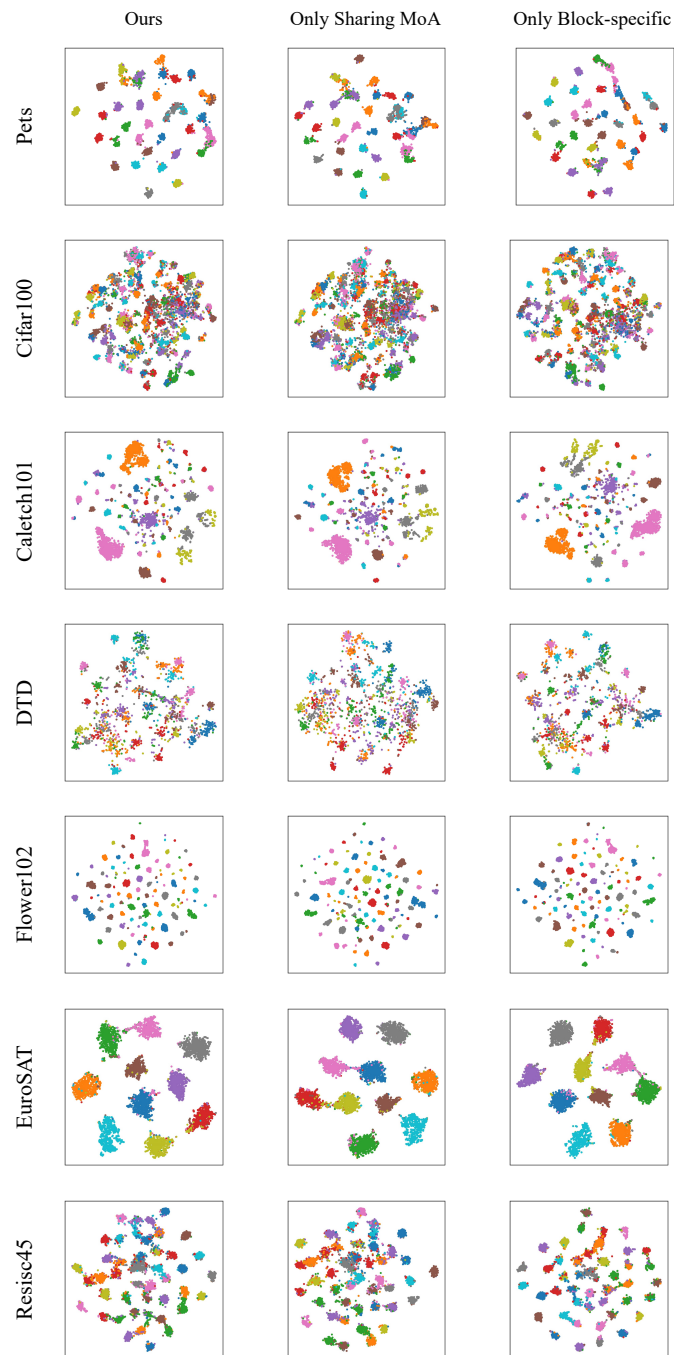 Ours Only Sharing MoA Only Block-specific
Pets
Cifar100
Caletch101
DTD
Flower102
EuroSAT
Resisc45